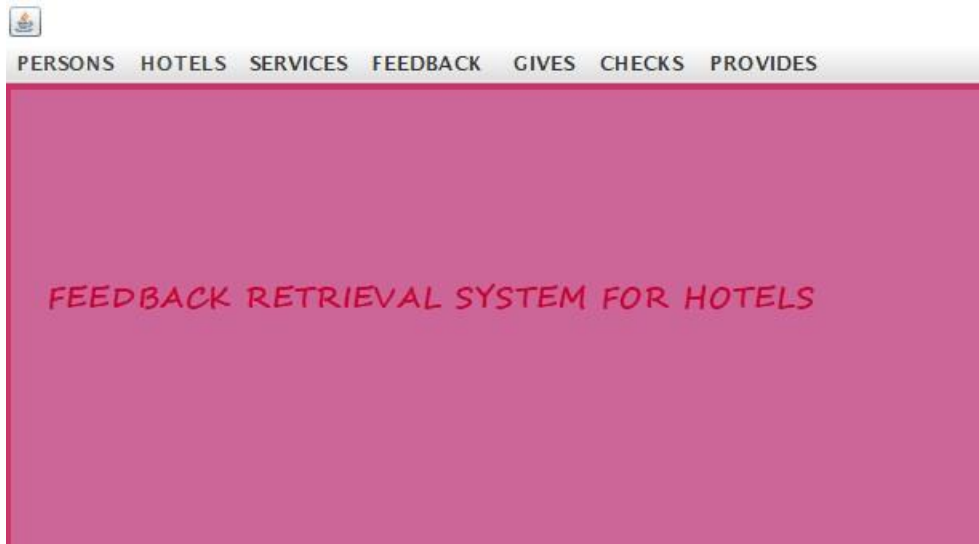 PERSONS HOTELS SERVICES FEEDBACK GIVES CHECKS PROVIDES
FEEDBACK RETRIEVAL SYSTEM FOR HOTELS